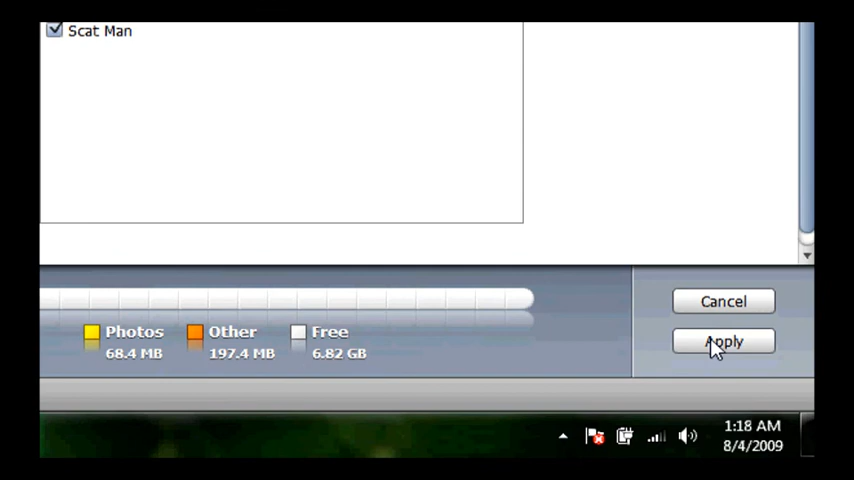 Scat Man
Cancel
Photos Other Free
Apply
68.4 MB 197.4 MB 6.82 GB
1:18 AM
8/4/2009